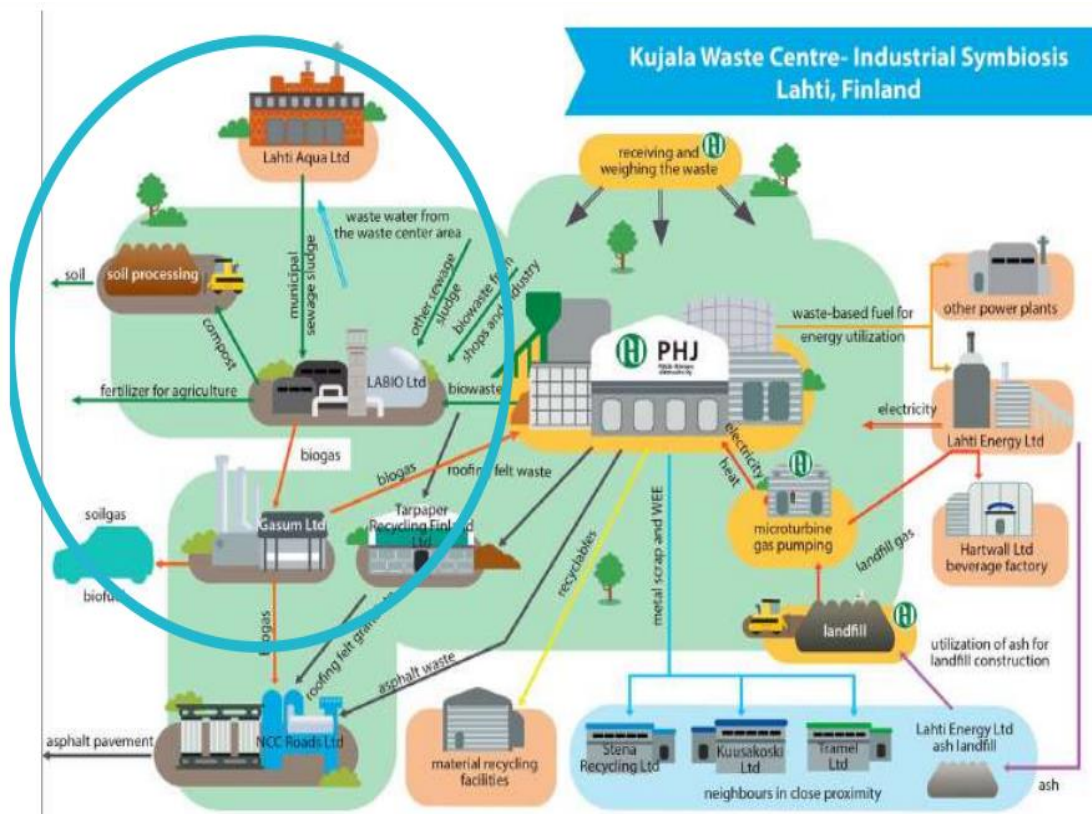 Kujala Waste Centre- Industrial Symbiosis
Lahti, Finland
Lahti Aqua Ltd
receiving and
weighing the waste
waste water from
the waste center area
municipal
sewage sludge
other sewage
sludge
biowaste from
shops and industry
soil
soil processing
compost
LABIO Ltd
fertilizer for agriculture
biowaste
PHJ
waste-based fuel for
energy utilization
other power plants
electricity
Lahti Energy Ltd
biogas
biogas
roofing felt waste
electricity
heat
soilgas
Gasum Ltd
Tarpaper
Recycling Finland
Ltd
microturbine
gas pumping
Hartwall Ltd
beverage factory
landfill gas
recyclables
metal scrap and WEE
biogas
asphalt waste
landfill
utilization of ash for
landfill construction
asphalt pavement
NCC Roads Ltd
material recycling
facilities
Stena
Recycling Ltd
Kuusakoski
Ltd
Tramel Ltd
Lahti Energy Ltd
ash landfill
neighbours in close proximity
ash